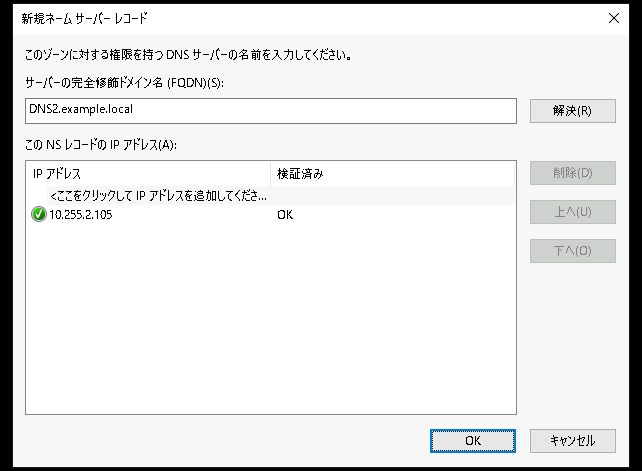 新規ネーム サーバー レコード
このゾーンに対する権限を持つ DNS サーバーの名前を入力してください。
サーバーの完全修飾ドメイン名 (FQDN)(S):
DNS2.example.local
解決(R)
この NS レコードの IP アドレス(A):
IP アドレス 検証済み
<ここをクリックして IP アドレスを追加してくださ...
10.255.2.105 OK
削除(D)
上へ(U)
下へ(O)
OK キャンセル